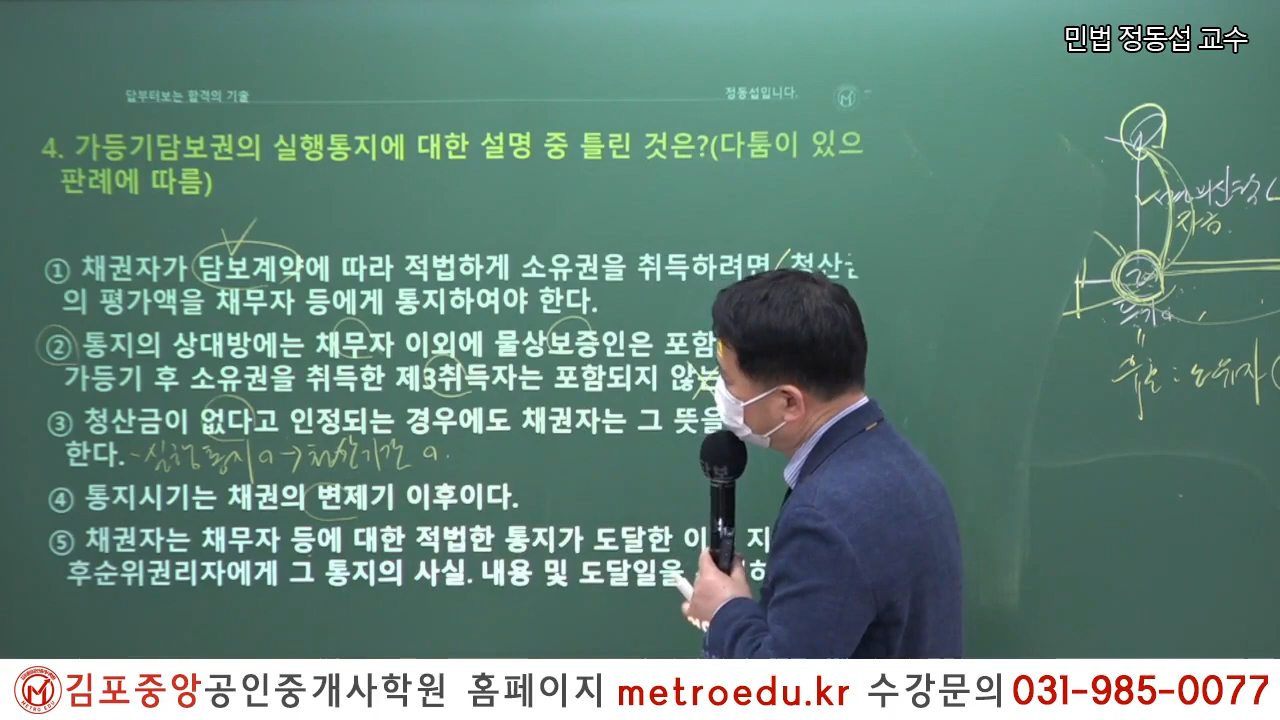 민법 정동섭 교수
답부터보는 합격의 기술
정동섭입니다.
4. 가등기담보권의 실행통지에 대한 설명 중 틀린 것은?(다툼이 있으
판례에 따름)
① 채권자가 담보계약에 따라 적법하게 소유권을 취득하려면 청산금
의 평가액을 채무자 등에게 통지하여야 한다.
② 통지의 상대방에는 채무자 이외에 물상보증인은 포함
가등기 후 소유권을 취득한 제3취득자는 포함되지 않는
③ 청산금이 없다고 인정되는 경우에도 채권자는 그 뜻을
한다. - 실행통지 → 청산기간
④ 통지시기는 채권의 변제기 이후이다.
⑤ 채권자는 채무자 등에 대한 적법한 통지가 도달한 이 지
후순위권리자에게 그 통지의 사실. 내용 및 도달일을
METRO EDU
김포중앙공인중개사학원 홈페이지 metroedu.kr 수강문의 031-985-0077